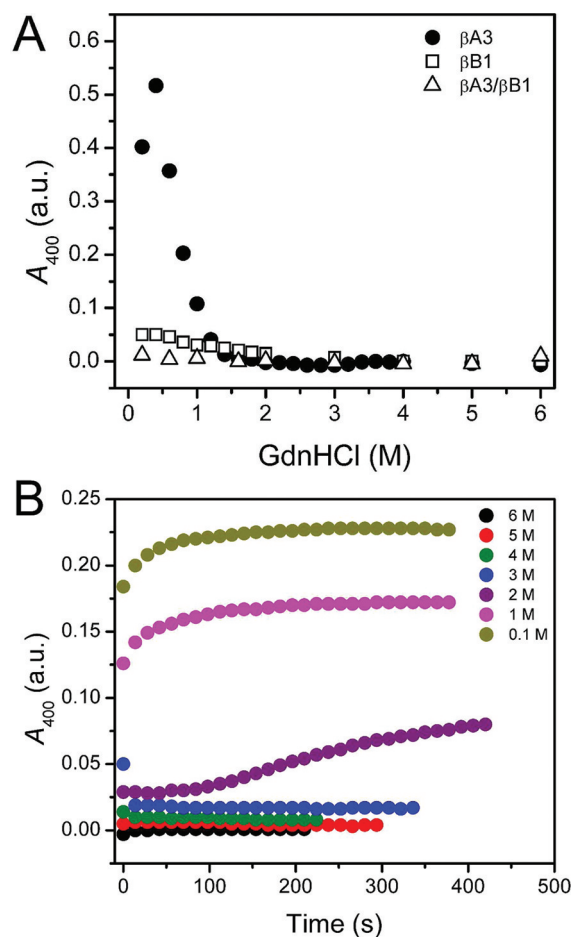 A
βA3
βB1
βA3/βB1
0.6
0.5
0.4
0.3
0.2
0.1
0.0
A400 (a.u.)
0 1 2 3 4 5 6
GdnHCl (M)
B
6 M
5 M
4 M
3 M
2 M
1 M
0.1 M
0.25
0.20
0.15
0.10
0.05
0.00
A400 (a.u.)
0 100 200 300 400 500
Time (s)